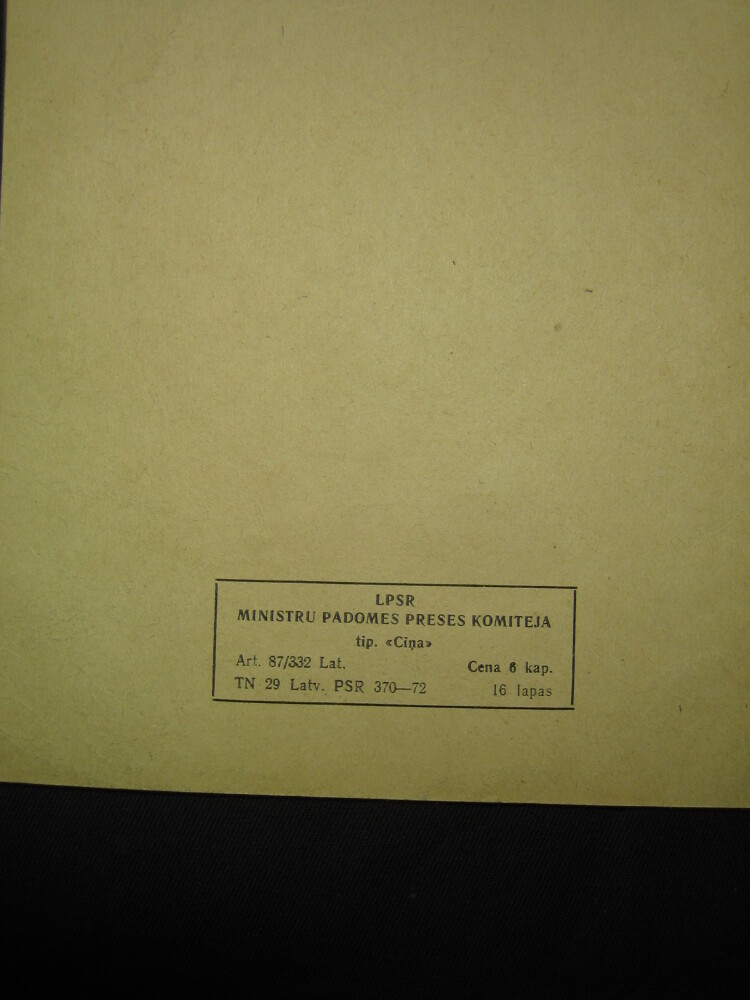 LPSR
MINISTRU PADOMES PRESES KOMITEJA
tip. «Cīņa»
Art. 87/332 Lat. Cena 6 kap.
TN 29 Latv. PSR 370—72 16 lapas